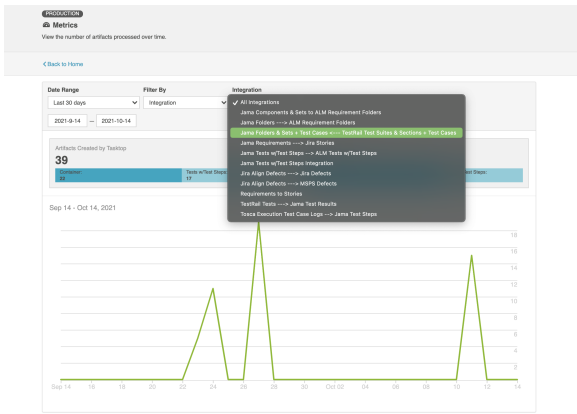 PRODUCTION
Metrics
View the number of artifacts processed over time.
Back to Home
Date Range
Filter By
Integration
Last 30 days
Integration
2021-9-14 – 2021-10-14
✓ All Integrations
Jama Components & Sets to ALM Requirement Folders
Jama Folders ---> ALM Requirement Folders
Jama Folders & Sets + Test Cases <--- TestRail Test Suites & Sections + Test Cases
Jama Requirements ---> Jira Stories
Jama Tests w/Test Steps ---> ALM Tests w/Test Steps
Jama Tests w/Test Steps Integration
Jira Align Defects ---> Jira Defects
Jira Align Defects ---> MSPS Defects
Requirements to Stories
TestRail Tests ---> Jama Test Results
Tosca Execution Test Case Logs ---> Jama Test Steps
Artifacts Created by Tasktop
39
Container:
Tests w/Test Steps:
17
Steps:
Sep 14 - Oct 14, 2021
18
16
14
12
10
8
6
4
2
Sep 14 16 18 20 22 24 26 28 30 Oct 02 04 06 08 10 12 14